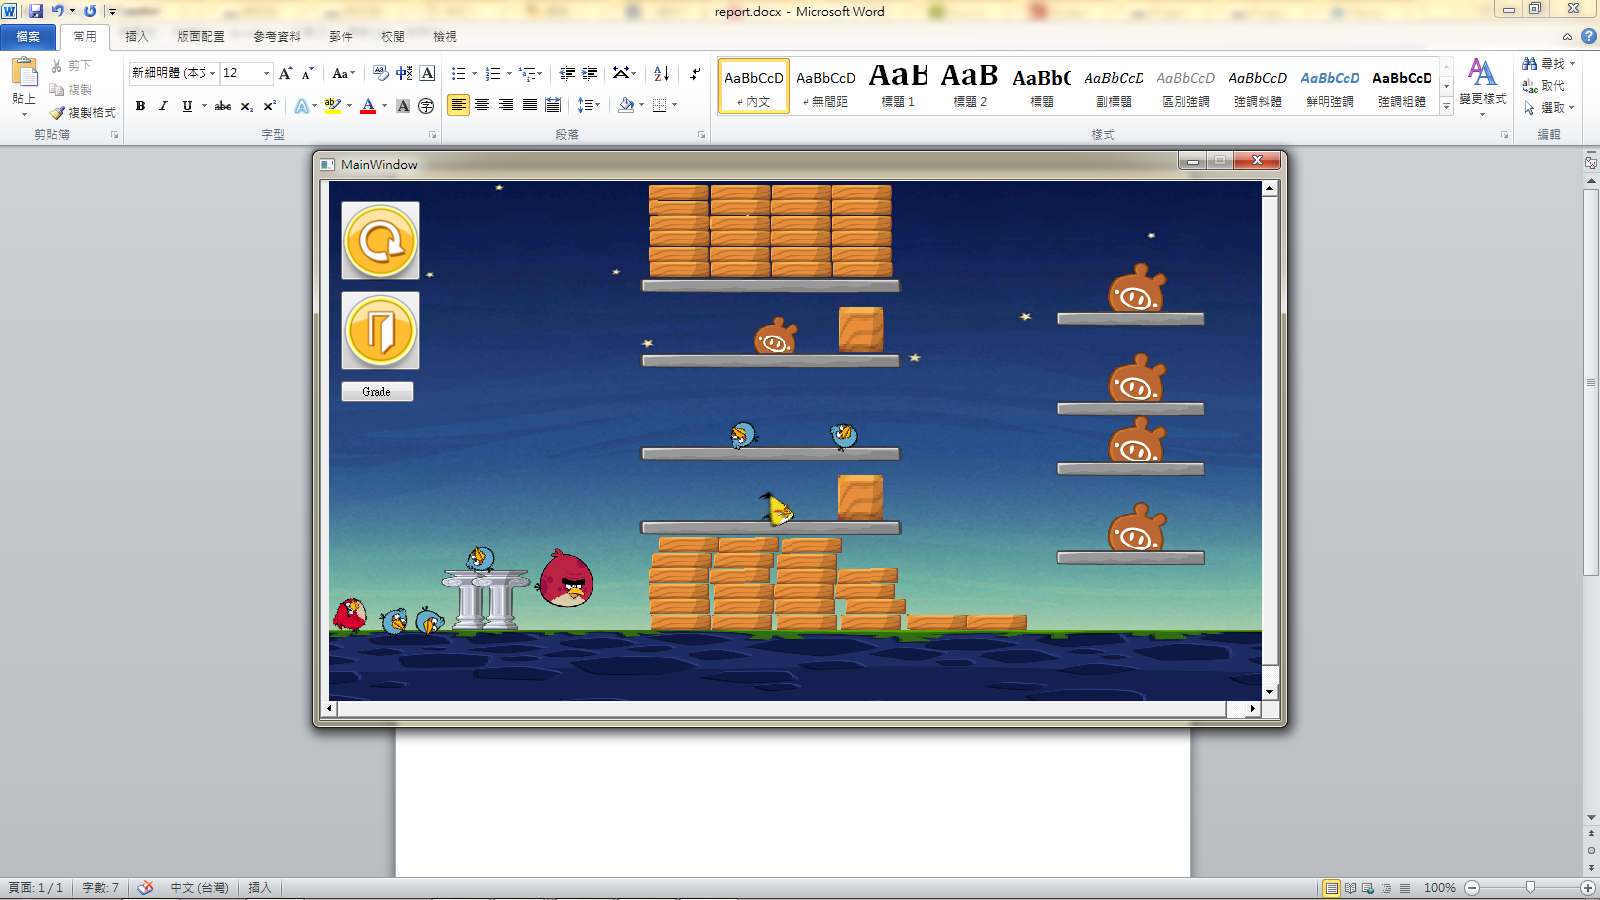 report.docx - Microsoft Word
檔案 常用 插入 版面配置 參考資料 郵件 校閱 檢視
貼上
剪下
複製
複製格式
剪貼簿
新細明體 (本文 12
字型
段落
AaBbCcD AaBbCcD AaB AaB AaBbC AaBbCcD AaBbCcD AaBbCcD AaBbCcD AaBbCcD
內文 無間距 標題 1 標題 2 標題 副標題 區別強調 強調斜體 鮮明強調 強調粗體
變更樣式
樣式
尋找
取代
選取
編輯
MainWindow
Grade
頁面: 1 / 1 字數: 7 中文 (台灣) 插入 100%